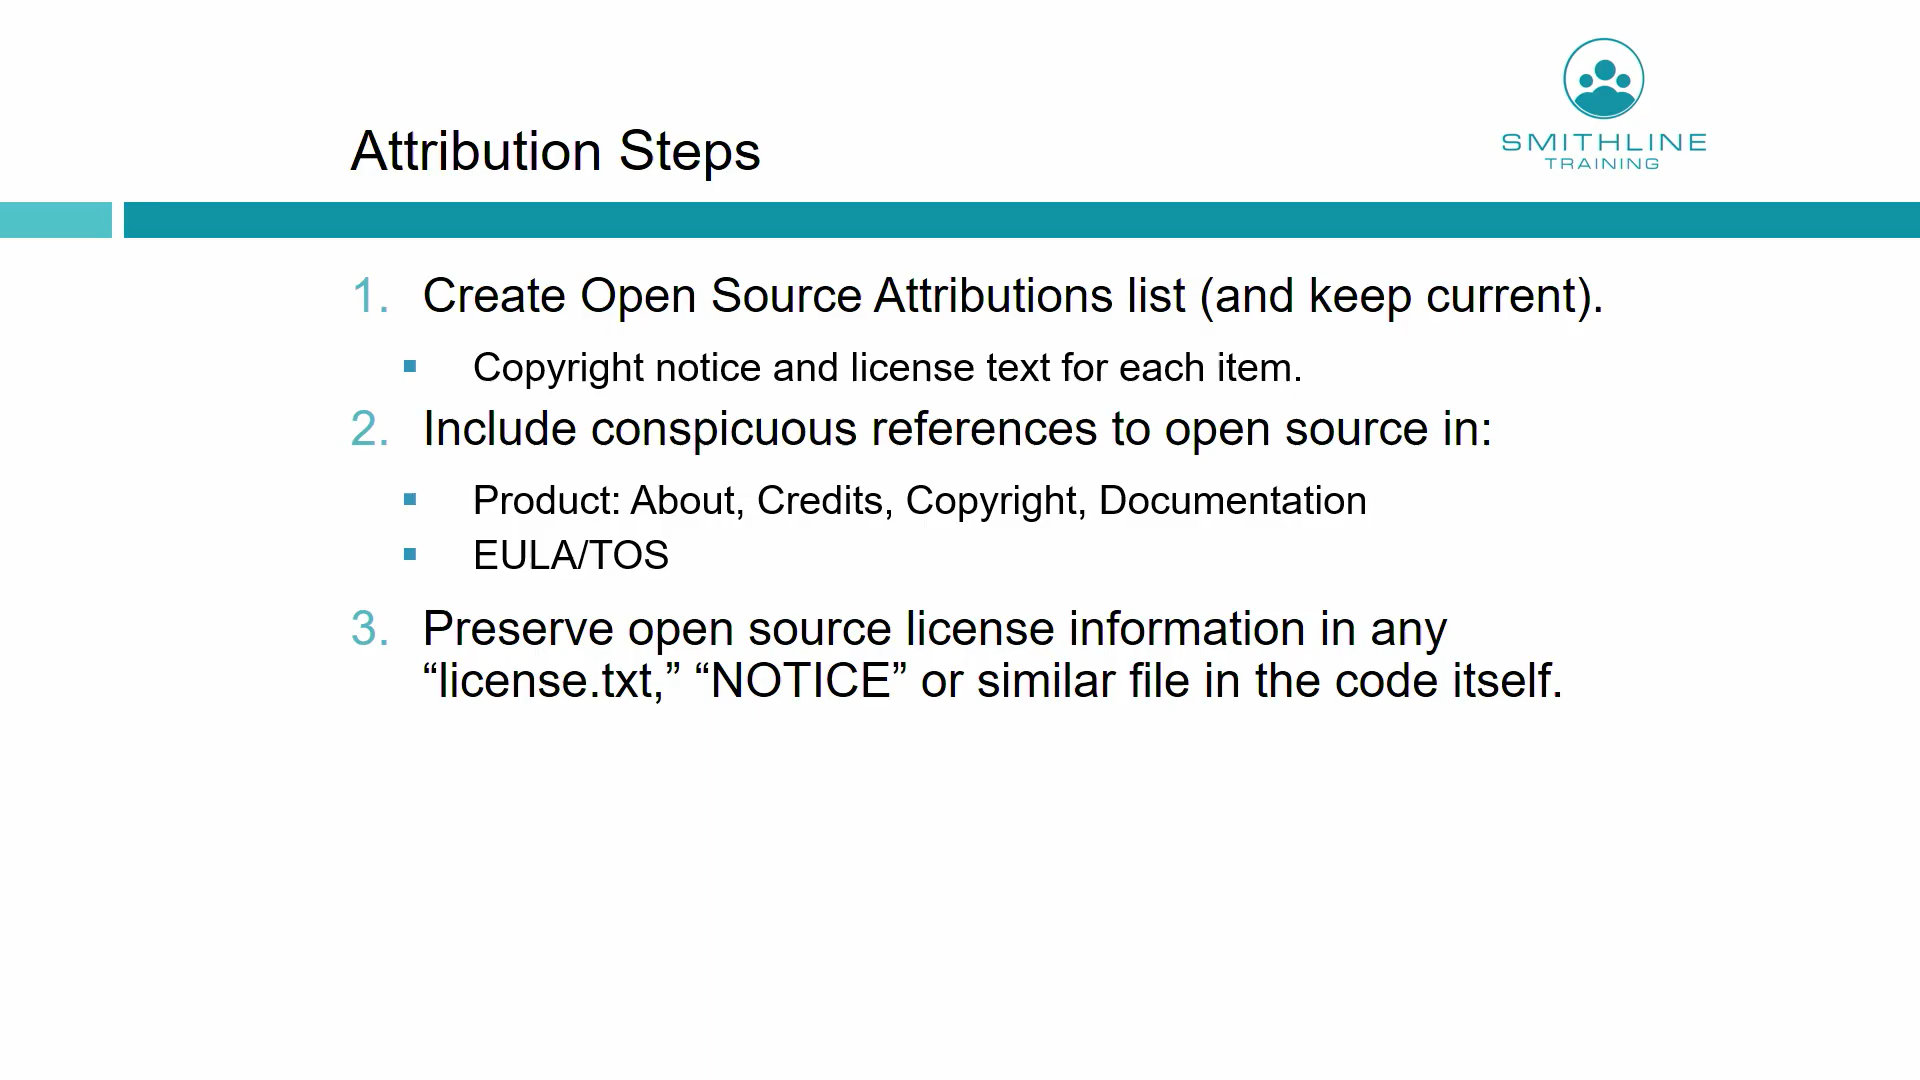 SMITHLINE
TRAINING
Attribution Steps
1. Create Open Source Attributions list (and keep current).
▪ Copyright notice and license text for each item.
2. Include conspicuous references to open source in:
▪ Product: About, Credits, Copyright, Documentation
▪ EULA/TOS
3. Preserve open source license information in any
“license.txt,” “NOTICE” or similar file in the code itself.